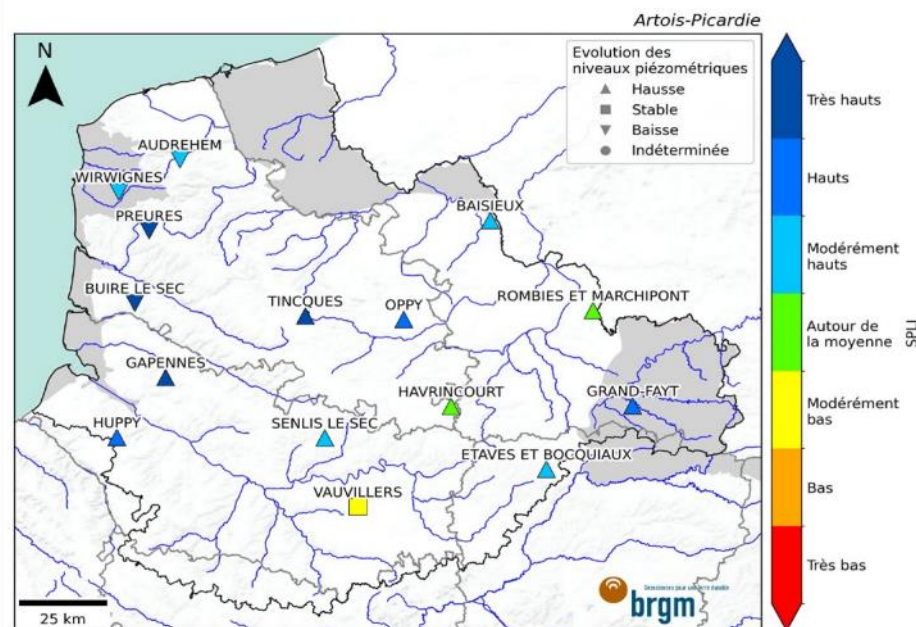 Artois-Picardie
N
Evolution des
niveaux piézométriques
Hausse
Stable
Baisse
Indéterminée
AUDREHEM
WIRWIGNES
PREURES
BAISIEUX
BUIRE LE SEC
TINCQUES
OPPY
ROMBIES ET MARCHIPONT
GAPENNES
HAVRINCOURT
GRAND-FAYT
HUPPY
SENLIS LE SEC
ETAVES ET BOCQUIAUX
VAUVILLERS
25 km
brgm
Très hauts
Hauts
Modérément
hauts
Autour de
la moyenne
Modérément
bas
Bas
Très bas
SPLI